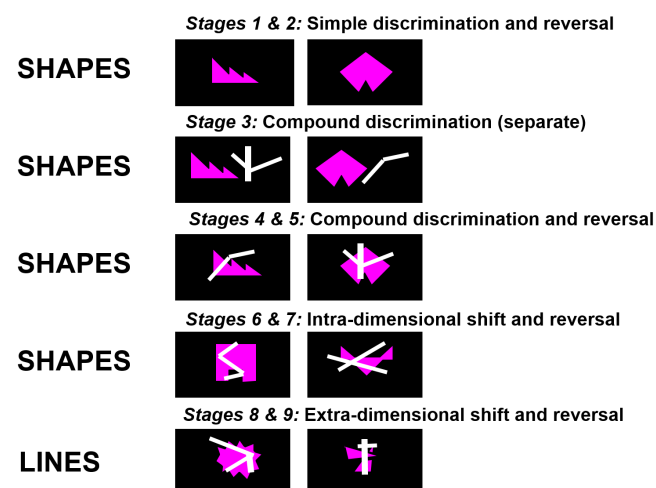 Stages 1 & 2: Simple discrimination and reversal
SHAPES
Stage 3: Compound discrimination (separate)
SHAPES
Stages 4 & 5: Compound discrimination and reversal
SHAPES
Stages 6 & 7: Intra-dimensional shift and reversal
SHAPES
Stages 8 & 9: Extra-dimensional shift and reversal
LINES